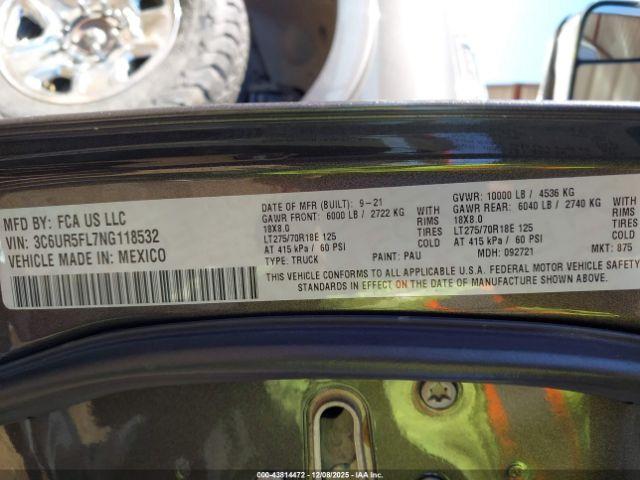 MFD BY: FCA US LLC
VIN: 3C6UR5FL7NG118532
VEHICLE MADE IN: MEXICO
DATE OF MFR (BUILT): 9-21
GAWR FRONT: 6000 LB / 2722 KG
18X8.0
LT275/70R18E 125
AT 415 kPa / 60 PSI
TYPE: TRUCK PAINT: PAU
WITH
RIMS
TIRES
COLD
GVWR: 10000 LB / 4536 KG
GAWR REAR: 6040 LB / 2740 KG
18X8.0
LT275/70R18E 125
AT 415 kPa / 60 PSI
MDH: 092721
WITH
RIMS
TIRES
COLD
MKT: 875
THIS VEHICLE CONFORMS TO ALL APPLICABLE U.S.A. FEDERAL MOTOR VEHICLE SAFETY
STANDARDS IN EFFECT ON THE DATE OF MANUFACTURE SHOWN ABOVE.
000-43814472 - 12/08/2025 - IAAI.com